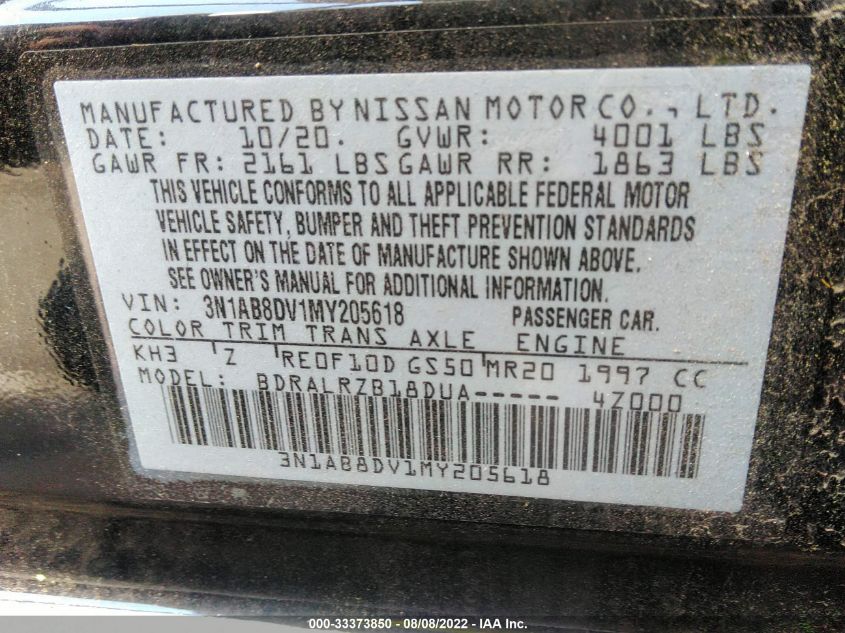 MANUFACTURED BY NISSAN MOTOR CO., LTD.
DATE: 10/20. GVWR: 4001 LBS
GAWR FR: 2161 LBS GAWR RR: 1863 LBS
THIS VEHICLE CONFORMS TO ALL APPLICABLE FEDERAL MOTOR
VEHICLE SAFETY, BUMPER AND THEFT PREVENTION STANDARDS
IN EFFECT ON THE DATE OF MANUFACTURE SHOWN ABOVE.
SEE OWNER'S MANUAL FOR ADDITIONAL INFORMATION.
VIN: 3N1AB8DV1MY205618 PASSENGER CAR.
COLOR TRIM TRANS AXLE ENGINE
KH3 Z RE0F10D GS50 MR20 1997 CC
MODEL: BDRALRZB18DUA----- 4Z000
3N1AB8DV1MY205618
000-33373850 - 08/08/2022 - IAA Inc.